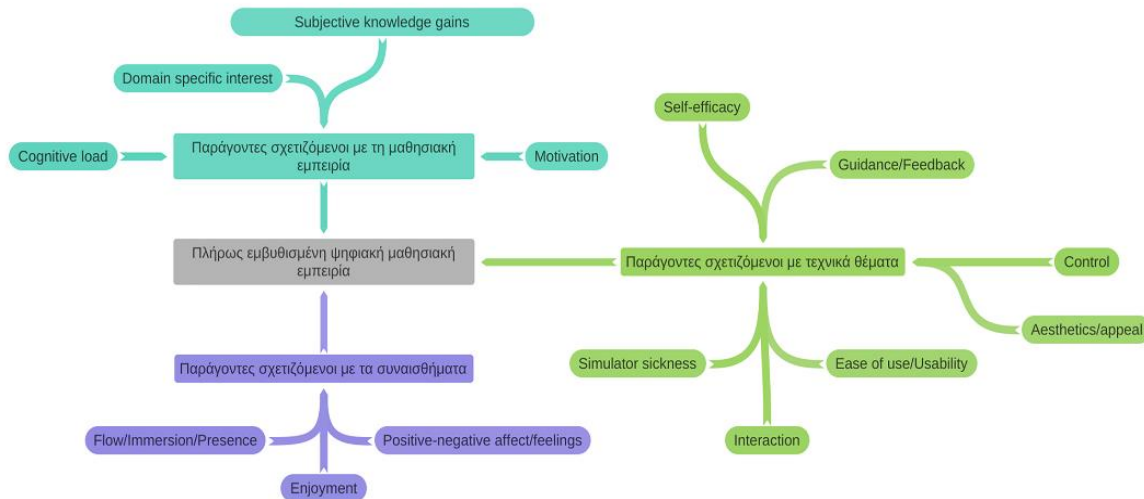 Subjective knowledge gains
Domain specific interest
Cognitive load
Παράγοντες σχετιζόμενοι με τη μαθησιακή
εμπειρία
Motivation
Self-efficacy
Guidance/Feedback
Πλήρως εμβυθισμένη ψηφιακή μαθησιακή
εμπειρία
Παράγοντες σχετιζόμενοι με τεχνικά θέματα
Control
Aesthetics/appeal
Simulator sickness
Ease of use/Usability
Interaction
Παράγοντες σχετιζόμενοι με τα συναισθήματα
Flow/Immersion/Presence
Positive-negative affect/feelings
Enjoyment